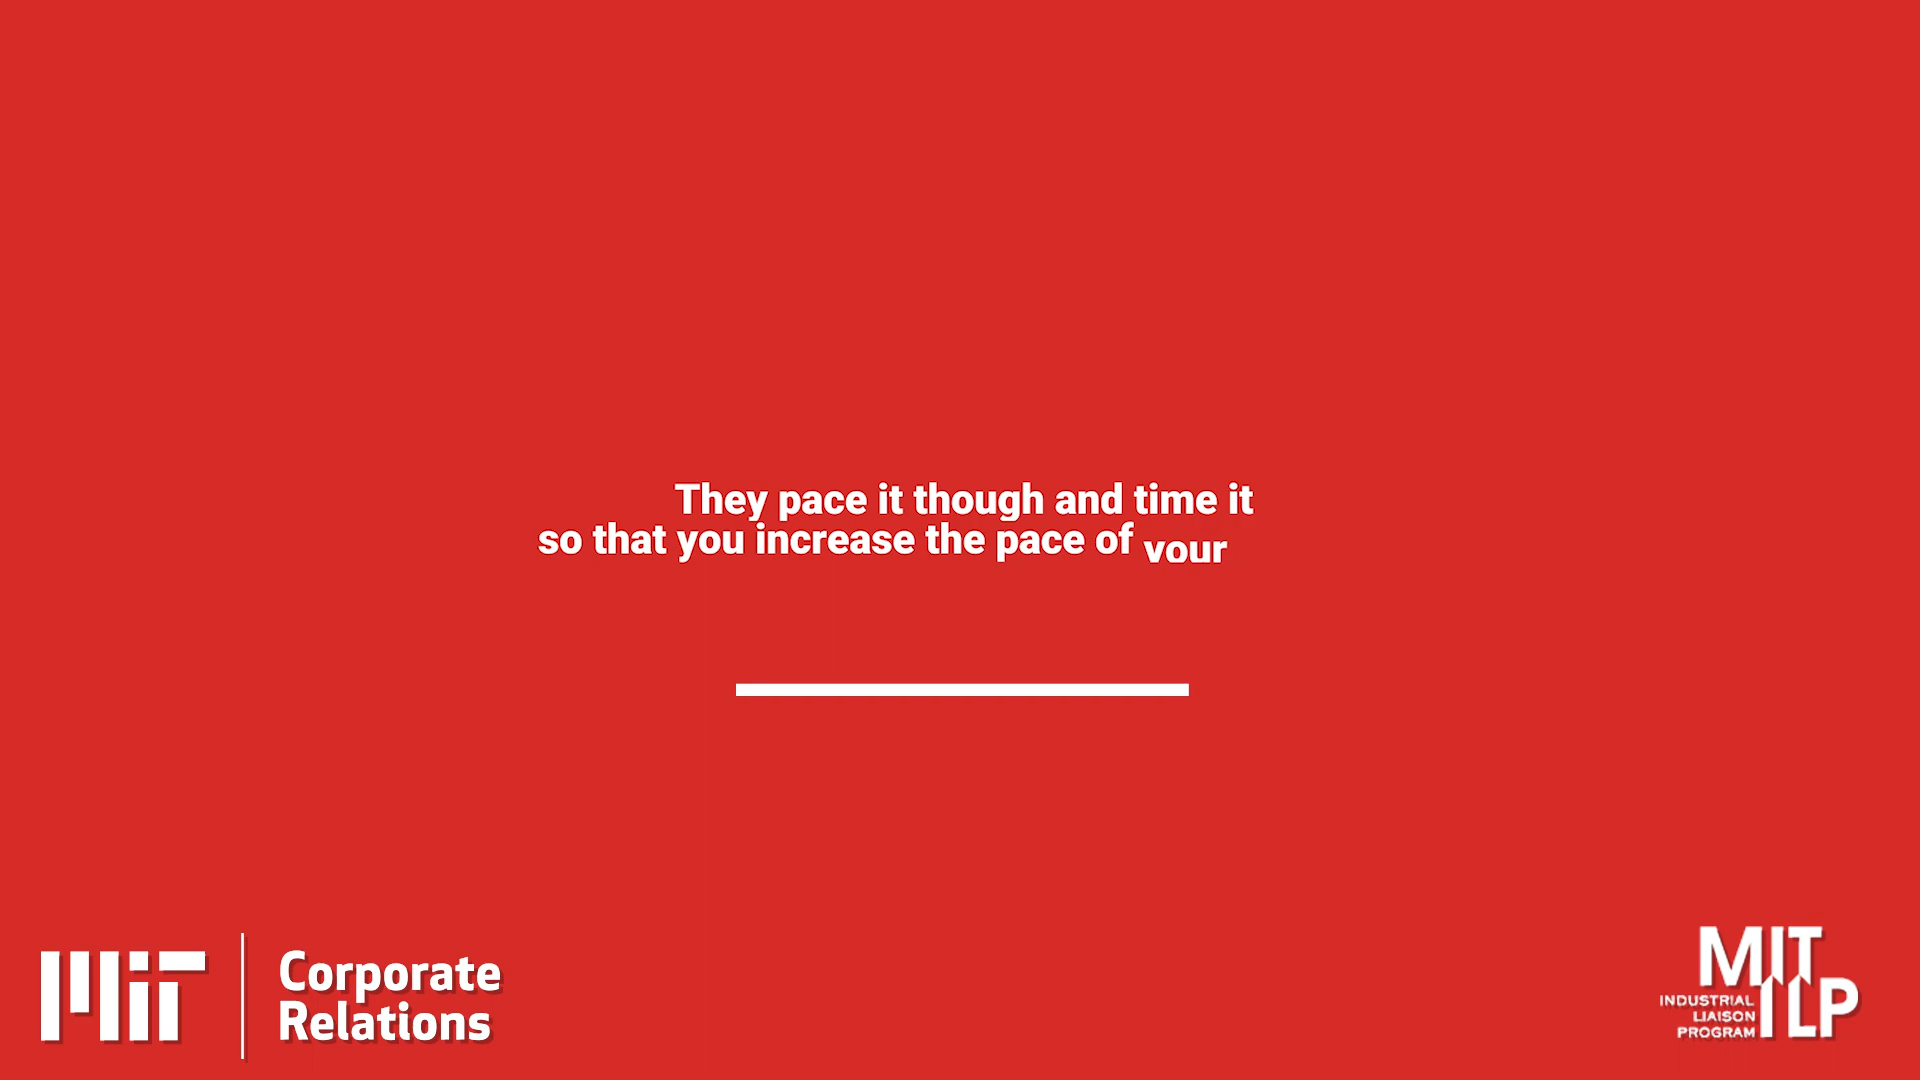 They pace it though and time it
so that you increase the pace of your
MIT
Corporate
Relations
MIT
ILP
INDUSTRIAL
LIAISON
PROGRAM